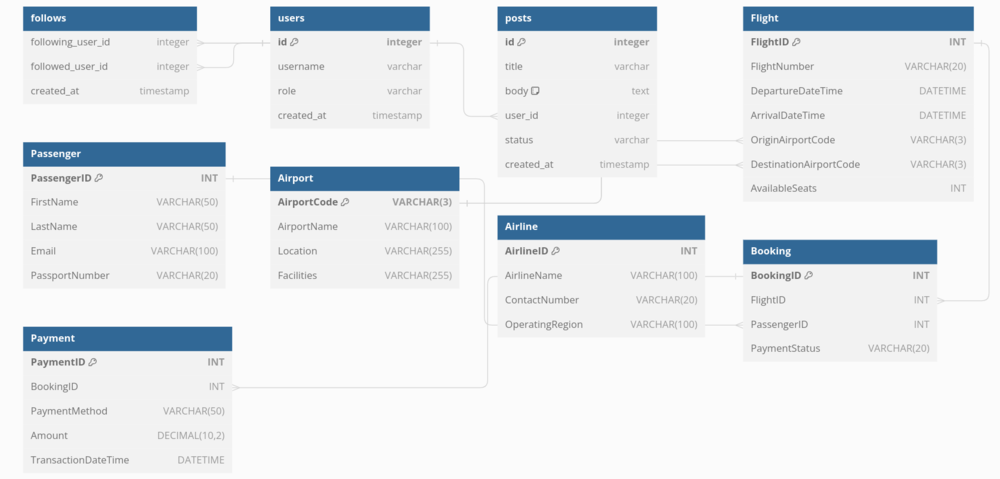 follows
following_user_id integer
followed_user_id integer
created_at timestamp
users
id integer
username varchar
role varchar
created_at timestamp
posts
id integer
title varchar
body text
user_id integer
status varchar
created_at timestamp
Flight
FlightID INT
FlightNumber VARCHAR(20)
DepartureDateTime DATETIME
ArrivalDateTime DATETIME
OriginAirportCode VARCHAR(3)
DestinationAirportCode VARCHAR(3)
AvailableSeats INT
Passenger
PassengerID INT
FirstName VARCHAR(50)
LastName VARCHAR(50)
Email VARCHAR(100)
PassportNumber VARCHAR(20)
Airport
AirportCode VARCHAR(3)
AirportName VARCHAR(100)
Location VARCHAR(255)
Facilities VARCHAR(255)
Airline
AirlineID INT
AirlineName VARCHAR(100)
ContactNumber VARCHAR(20)
OperatingRegion VARCHAR(100)
Booking
BookingID INT
FlightID INT
PassengerID INT
PaymentStatus VARCHAR(20)
Payment
PaymentID INT
BookingID INT
PaymentMethod VARCHAR(50)
Amount DECIMAL(10,2)
TransactionDateTime DATETIME